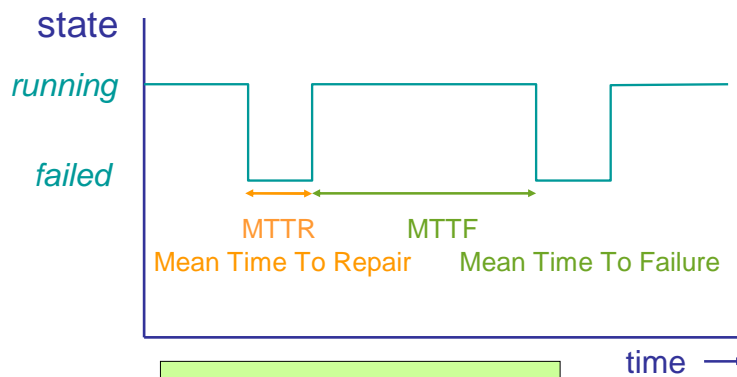 state
running
failed
MTTR MTTF
Mean Time To Repair Mean Time To Failure
time